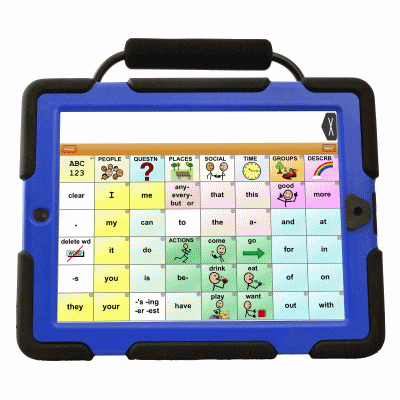 ABC PEOPLE QUESTN PLACES SOCIAL TIME GROUPS DESCRB
123
clear I me any- that this good more
every-
but or
. my can to the a- and at
delete wd it do ACTIONS come go for in
WORD
-s you is be- drink eat of on
they your -'s -ing have play want out with
-er -est